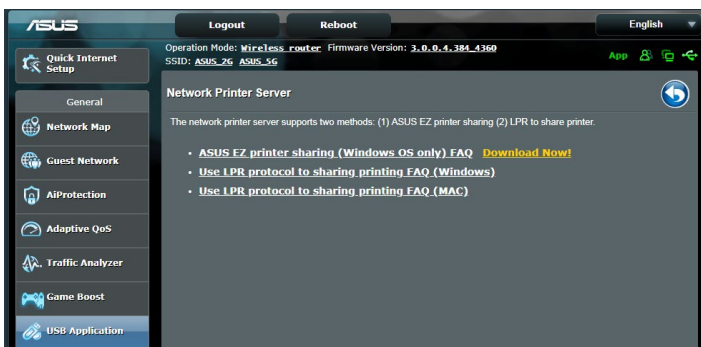 ASUS
Logout
Reboot
English
Quick Internet
Setup
Operation Mode: Wireless router Firmware Version: 3.0.0.4.384_4360
SSID: ASUS_2G ASUS_5G
App
General
Network Map
Guest Network
AiProtection
Adaptive QoS
Traffic Analyzer
Game Boost
USB Application
Network Printer Server
The network printer server supports two methods: (1) ASUS EZ printer sharing (2) LPR to share printer.
• ASUS EZ printer sharing (Windows OS only) FAQ Download Now!
• Use LPR protocol to sharing printing FAQ (Windows)
• Use LPR protocol to sharing printing FAQ (MAC)